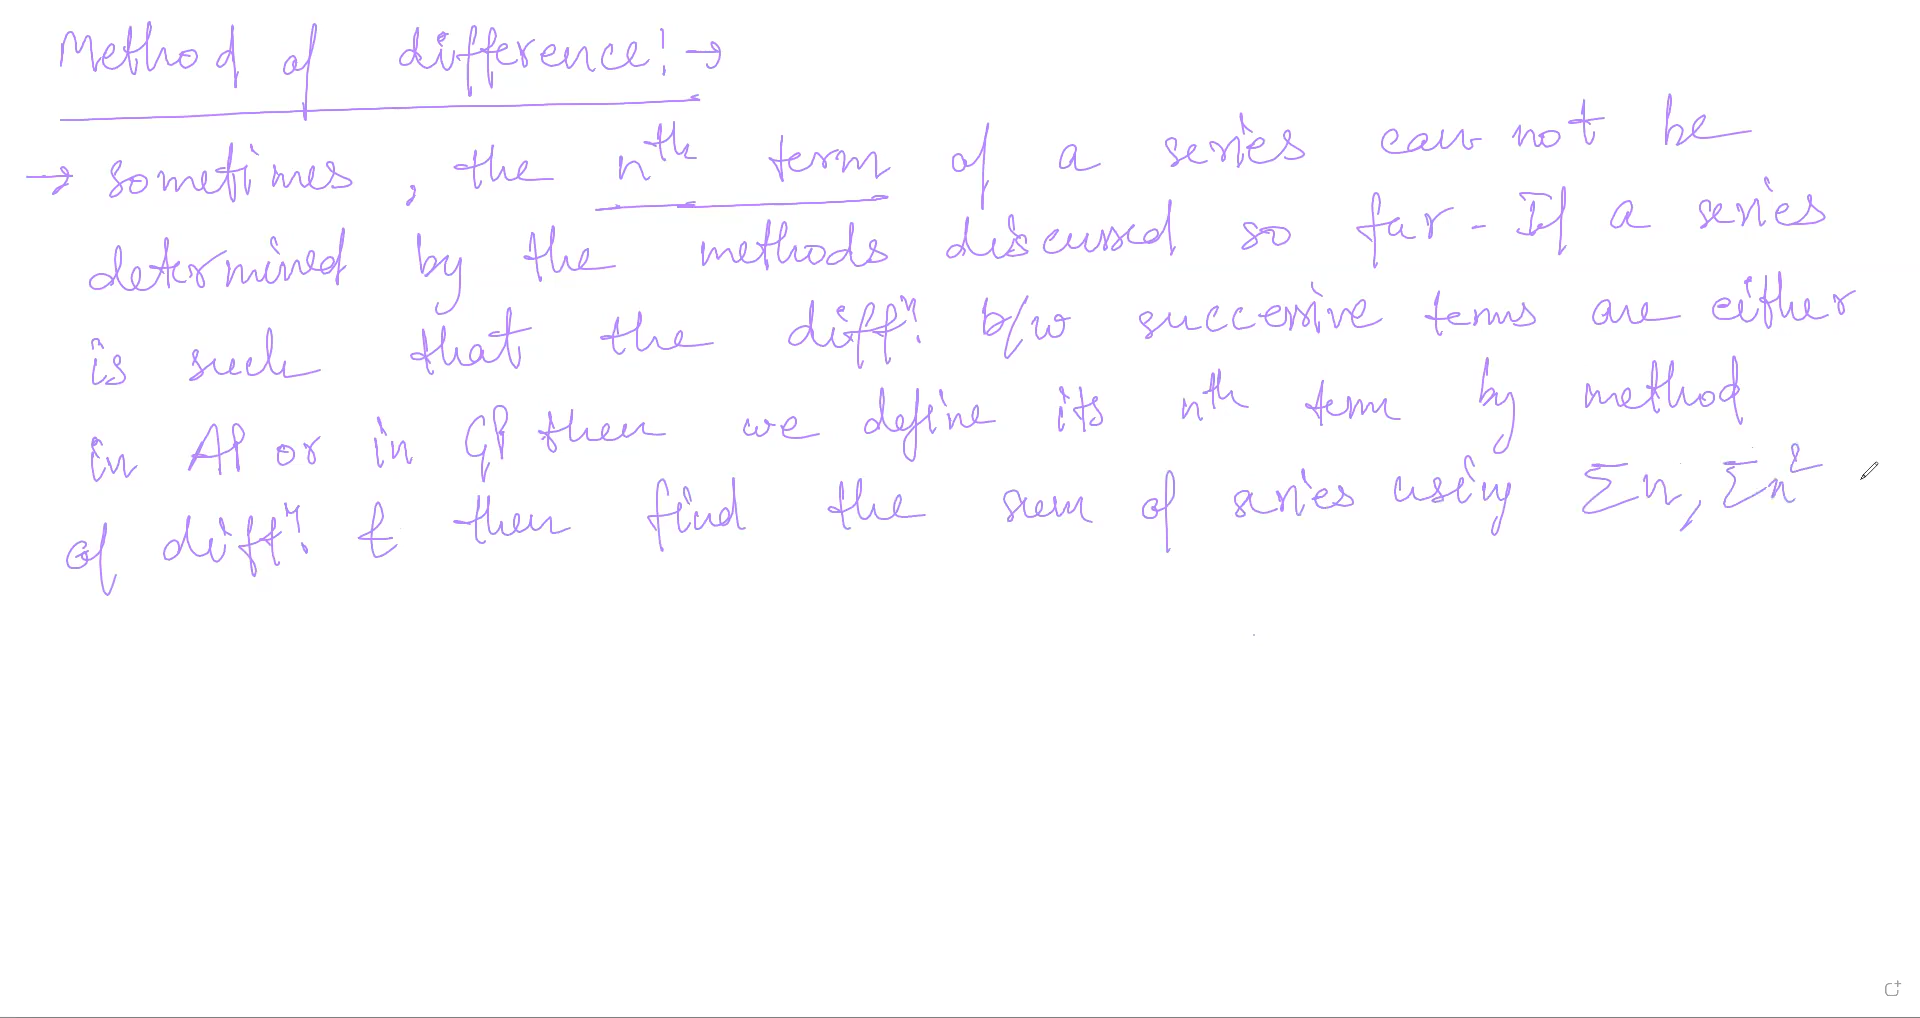 Method of difference:→
→ sometimes, the nth term of a series can not be
determined by the methods discussed so far - If a series
is such that the diffn. b/w successive terms are either
in AP or in GP then we define its nth term by method
of diffn. & then find the sum of series using Σn, Σn²